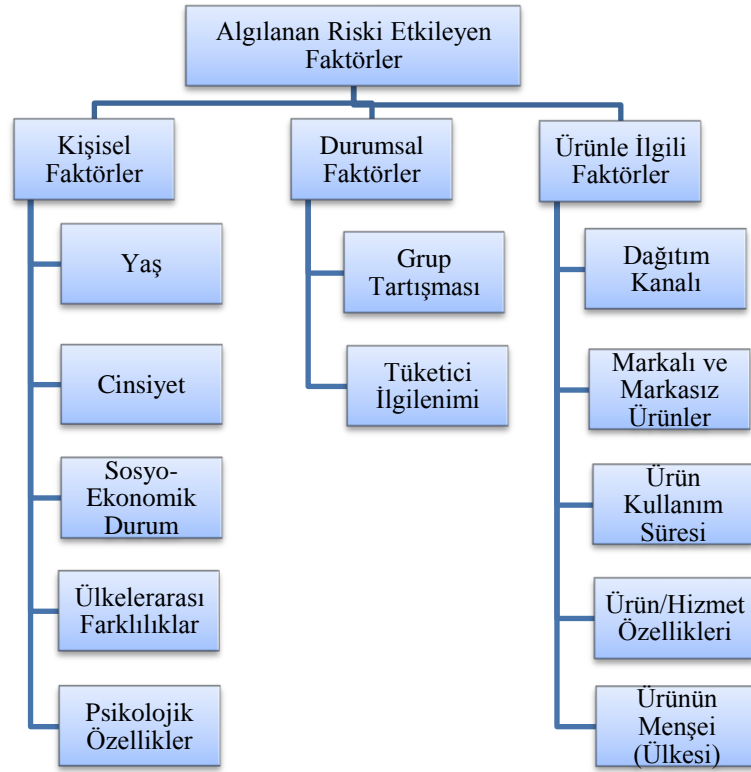 Algılanan Riski Etkileyen
Faktörler
Kişisel
Faktörler
Yaş
Cinsiyet
Sosyo-
Ekonomik
Durum
Ülkelerarası
Farklılıklar
Psikolojik
Özellikler
Durumsal
Faktörler
Grup
Tartışması
Tüketici
İlgilenimi
Ürünle İlgili
Faktörler
Dağıtım
Kanalı
Markalı ve
Markasız
Ürünler
Ürün
Kullanım
Süresi
Ürün/Hizmet
Özellikleri
Ürünün
Menşei
(Ülkesi)